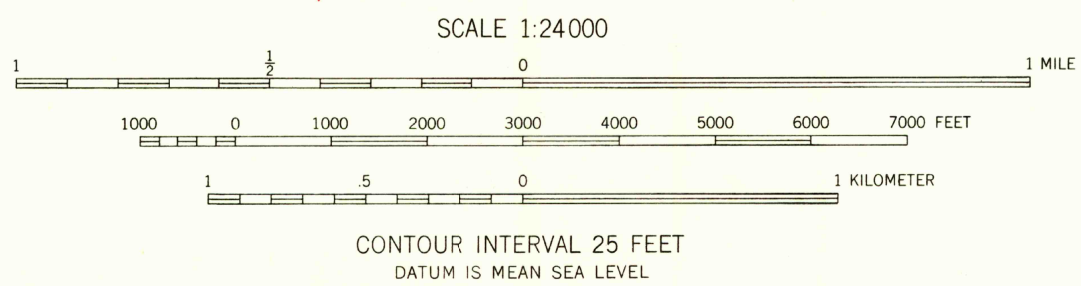 SCALE 1:24000
1 1/2 0 1 MILE
1000 0 1000 2000 3000 4000 5000 6000 7000 FEET
1 .5 0 1 KILOMETER
CONTOUR INTERVAL 25 FEET
DATUM IS MEAN SEA LEVEL